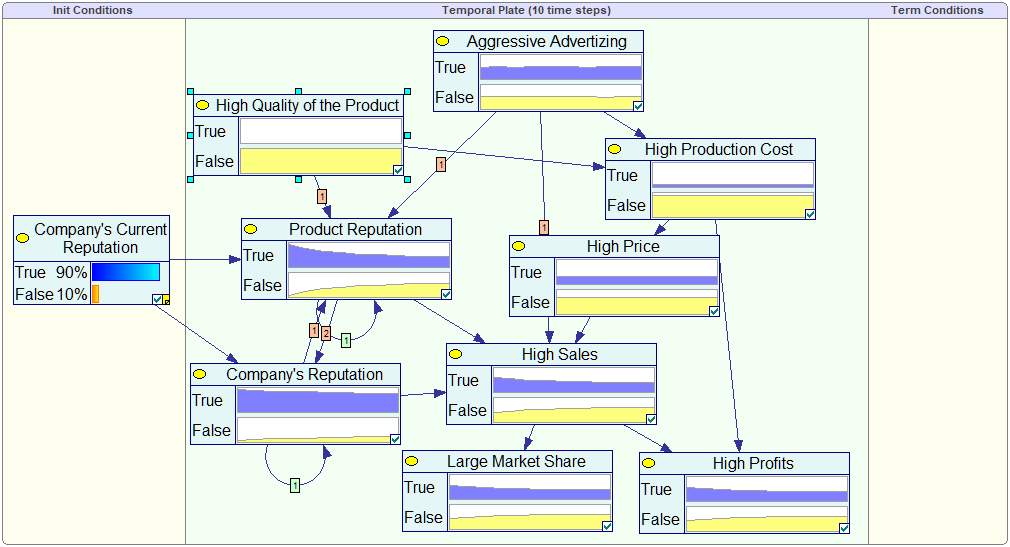 Init Conditions
Temporal Plate (10 time steps)
Term Conditions
Aggressive Advertizing
True
False
High Quality of the Product
True
False
1
High Production Cost
True
False
1
1
Company's Current
Reputation
True 90%
False 10%
Product Reputation
True
False
High Price
True
False
1
2
1
High Sales
True
False
Company's Reputation
True
False
1
Large Market Share
True
False
High Profits
True
False